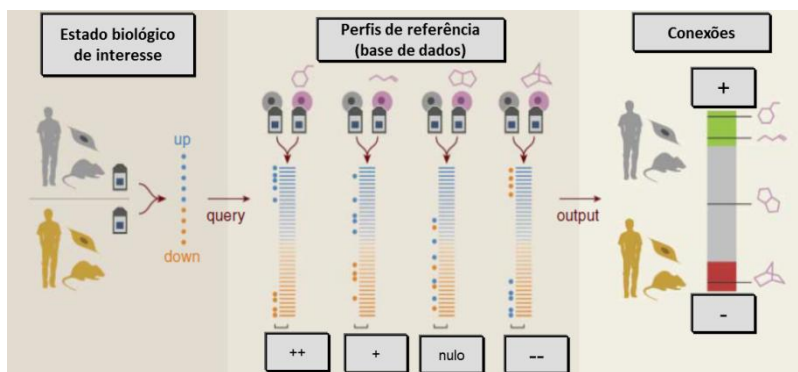 Estado biológico
de interesse
Perfis de referência
(base de dados)
Conexões
up
down
query
output
++
+
nulo
--
+
-